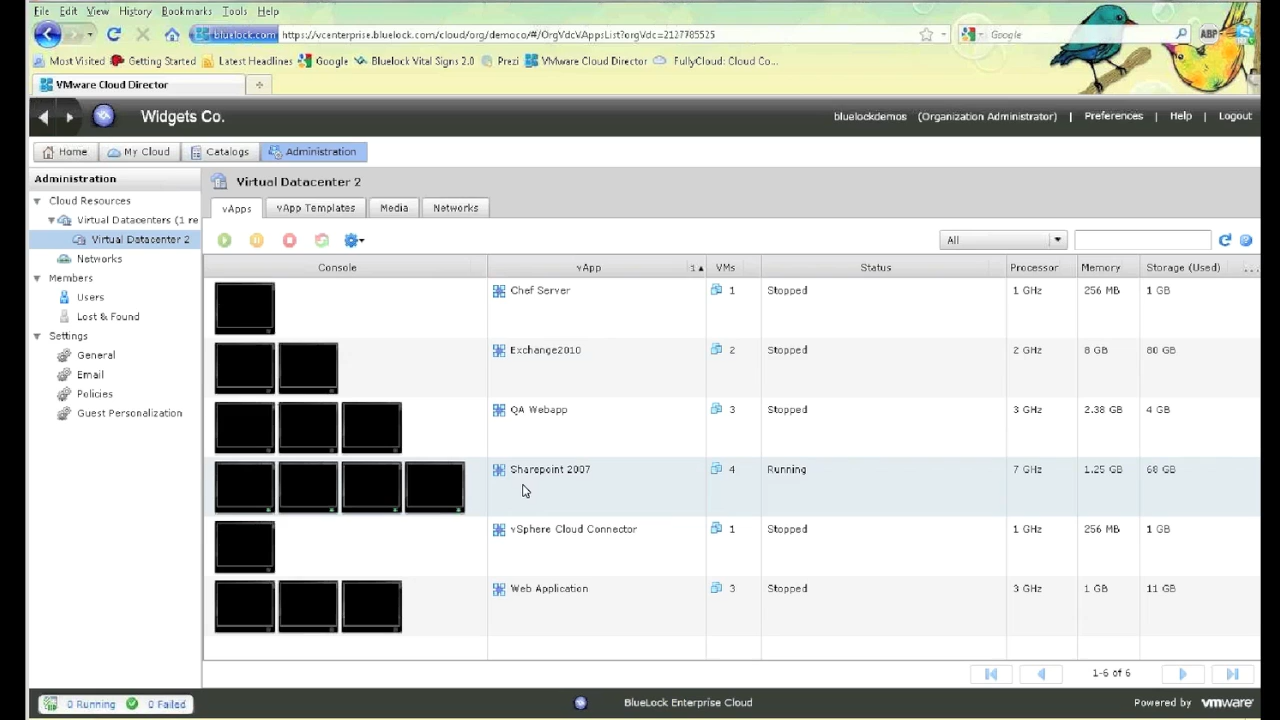 File Edit View History Bookmarks Tools Help
bluelock.com https://vcenterprise.bluelock.com/cloud/org/democo/#/OrgVdcVAppsList?orgVdc=2127785525 Google ABP
Most Visited Getting Started Latest Headlines Google Bluelock Vital Signs 2.0 Prezi VMware Cloud Director FullyCloud: Cloud Co...
VMware Cloud Director
Widgets Co. bluelockdemos (Organization Administrator) | Preferences | Help | Logout
Home My Cloud Catalogs Administration
Administration
Virtual Datacenter 2
Cloud Resources
Virtual Datacenters (1 re
Virtual Datacenter 2
Networks
Members
Users
Lost & Found
Settings
General
Email
Policies
Guest Personalization
vApps vApp Templates Media Networks
All
Console vApp 1 VMs Status Processor Memory Storage (Used) ...
Chef Server 1 Stopped 1 GHz 256 MB 1 GB
Exchange2010 2 Stopped 2 GHz 8 GB 80 GB
QA Webapp 3 Stopped 3 GHz 2.38 GB 4 GB
Sharepoint 2007 4 Running 7 GHz 1.25 GB 68 GB
vSphere Cloud Connector 1 Stopped 1 GHz 256 MB 1 GB
Web Application 3 Stopped 3 GHz 1 GB 11 GB
1-6 of 6
0 Running 0 Failed BlueLock Enterprise Cloud Powered by vmware